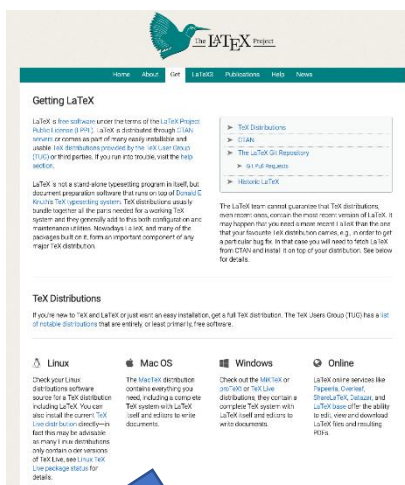 The LATEX Project
Home About Get LaTeX3 Publications Help News
Getting LaTeX
LaTeX is free software under the terms of the LaTeX Project
Public License (LPPL). LaTeX is distributed through CTAN
servers or comes as part of many easily installable and
usable TeX distributions provided by the TeX User Group
(TUG) or third parties. If you run into trouble, visit the help
section.
LaTeX is not a stand-alone typesetting program in itself, but
document preparation software that runs on top of Donald E.
Knuth's TeX typesetting system. TeX distributions usually
bundle together all the parts needed for a working TeX
system and they generally add to this both configuration and
maintenance utilities. Nowadays LaTeX, and many of the
packages built on it, form an important component of any
major TeX distribution.
TeX Distributions
CTAN
The LaTeX Git Repository
Git Pull Requests
Historic LaTeX
The LaTeX team cannot guarantee that TeX distributions,
even recent ones, contain the most recent version of LaTeX. It
may happen that you need a more recent LaTeX than the one
that your favourite TeX distribution carries, e.g., in order to get
a particular bug fix. In that case you will need to fetch LaTeX
from CTAN and install it on top of your distribution. See below
for details.
TeX Distributions
If you're new to TeX and LaTeX or just want an easy installation, get a full TeX distribution. The TeX Users Group (TUG) has a list
of notable distributions that are entirely, or least primarily, free software.
Linux
Check your Linux
distributions software
source for a TeX distribution
including LaTeX. You can
also install the current TeX
Live distribution directly—in
fact this may be advisable
as many Linux distributions
only contain older versions
of TeX Live, see Linux TeX
Live package status for
details.
Mac OS
The MacTeX distribution
contains everything you
need, including a complete
TeX system with LaTeX
itself and editors to write
documents.
Windows
Check out the MiKTeX or
proTeXt or TeX Live
distributions; they contain a
complete TeX system with
LaTeX itself and editors to
write documents.
Online
LaTeX online services like
Papeeria, Overleaf,
ShareLaTeX, Datazar, and
LaTeX base offer the ability
to edit, view and download
LaTeX files and resulting
PDFs.